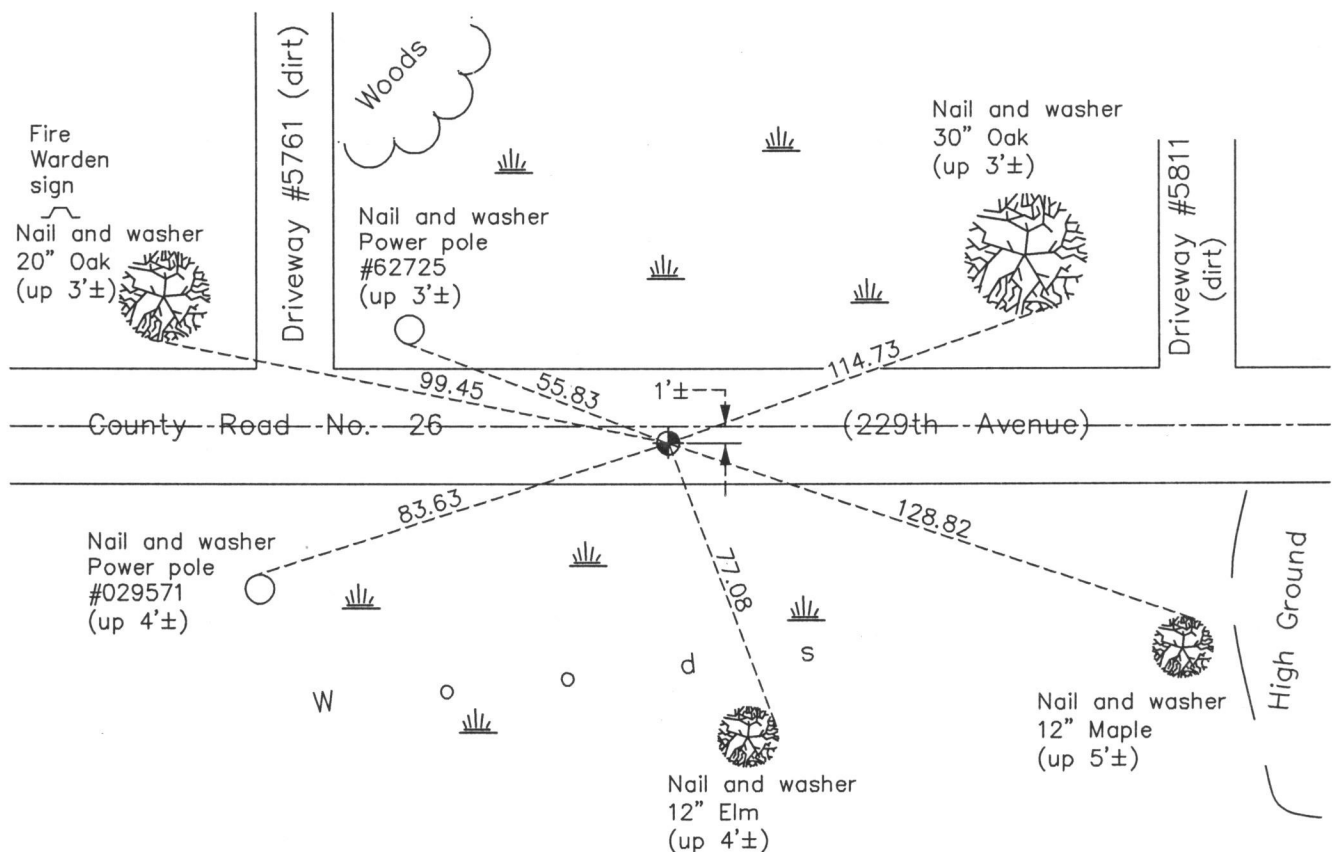 Woods
Driveway #5761 (dirt)
Fire
Warden
sign
Nail and washer
20" Oak
(up 3'±)
Nail and washer
Power pole
#62725
(up 3'±)
Nail and washer
30" Oak
(up 3'±)
Driveway #5811
(dirt)
99.45
55.83
1'±
114.73
County Road No. 26 (229th Avenue)
83.63
77.08
128.82
Nail and washer
Power pole
#029571
(up 4'±)
W o o d s
Nail and washer
12" Elm
(up 4'±)
Nail and washer
12" Maple
(up 5'±)
High Ground